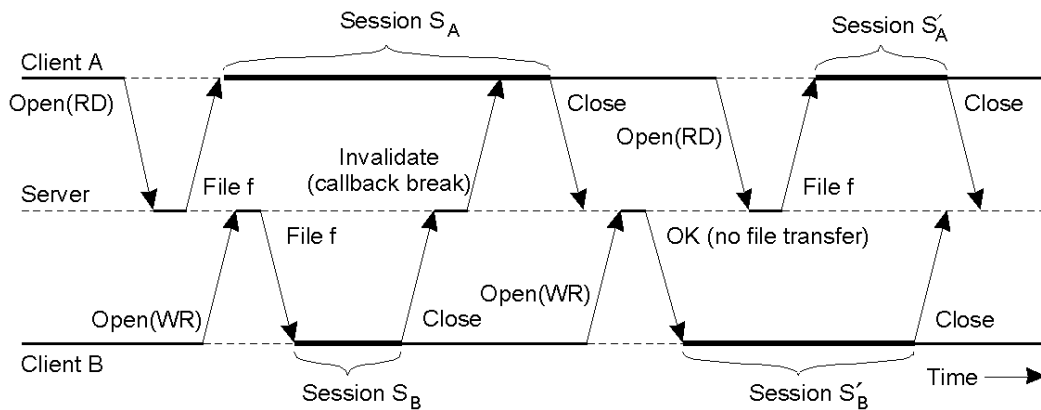 Session S_A
Session S′_A
Client A
Open(RD)
Close
Close
Open(RD)
Invalidate
(callback break)
Server
File f
File f
File f
OK (no file transfer)
Open(WR)
Close
Open(WR)
Close
Client B
Session S_B
Session S′_B
Time